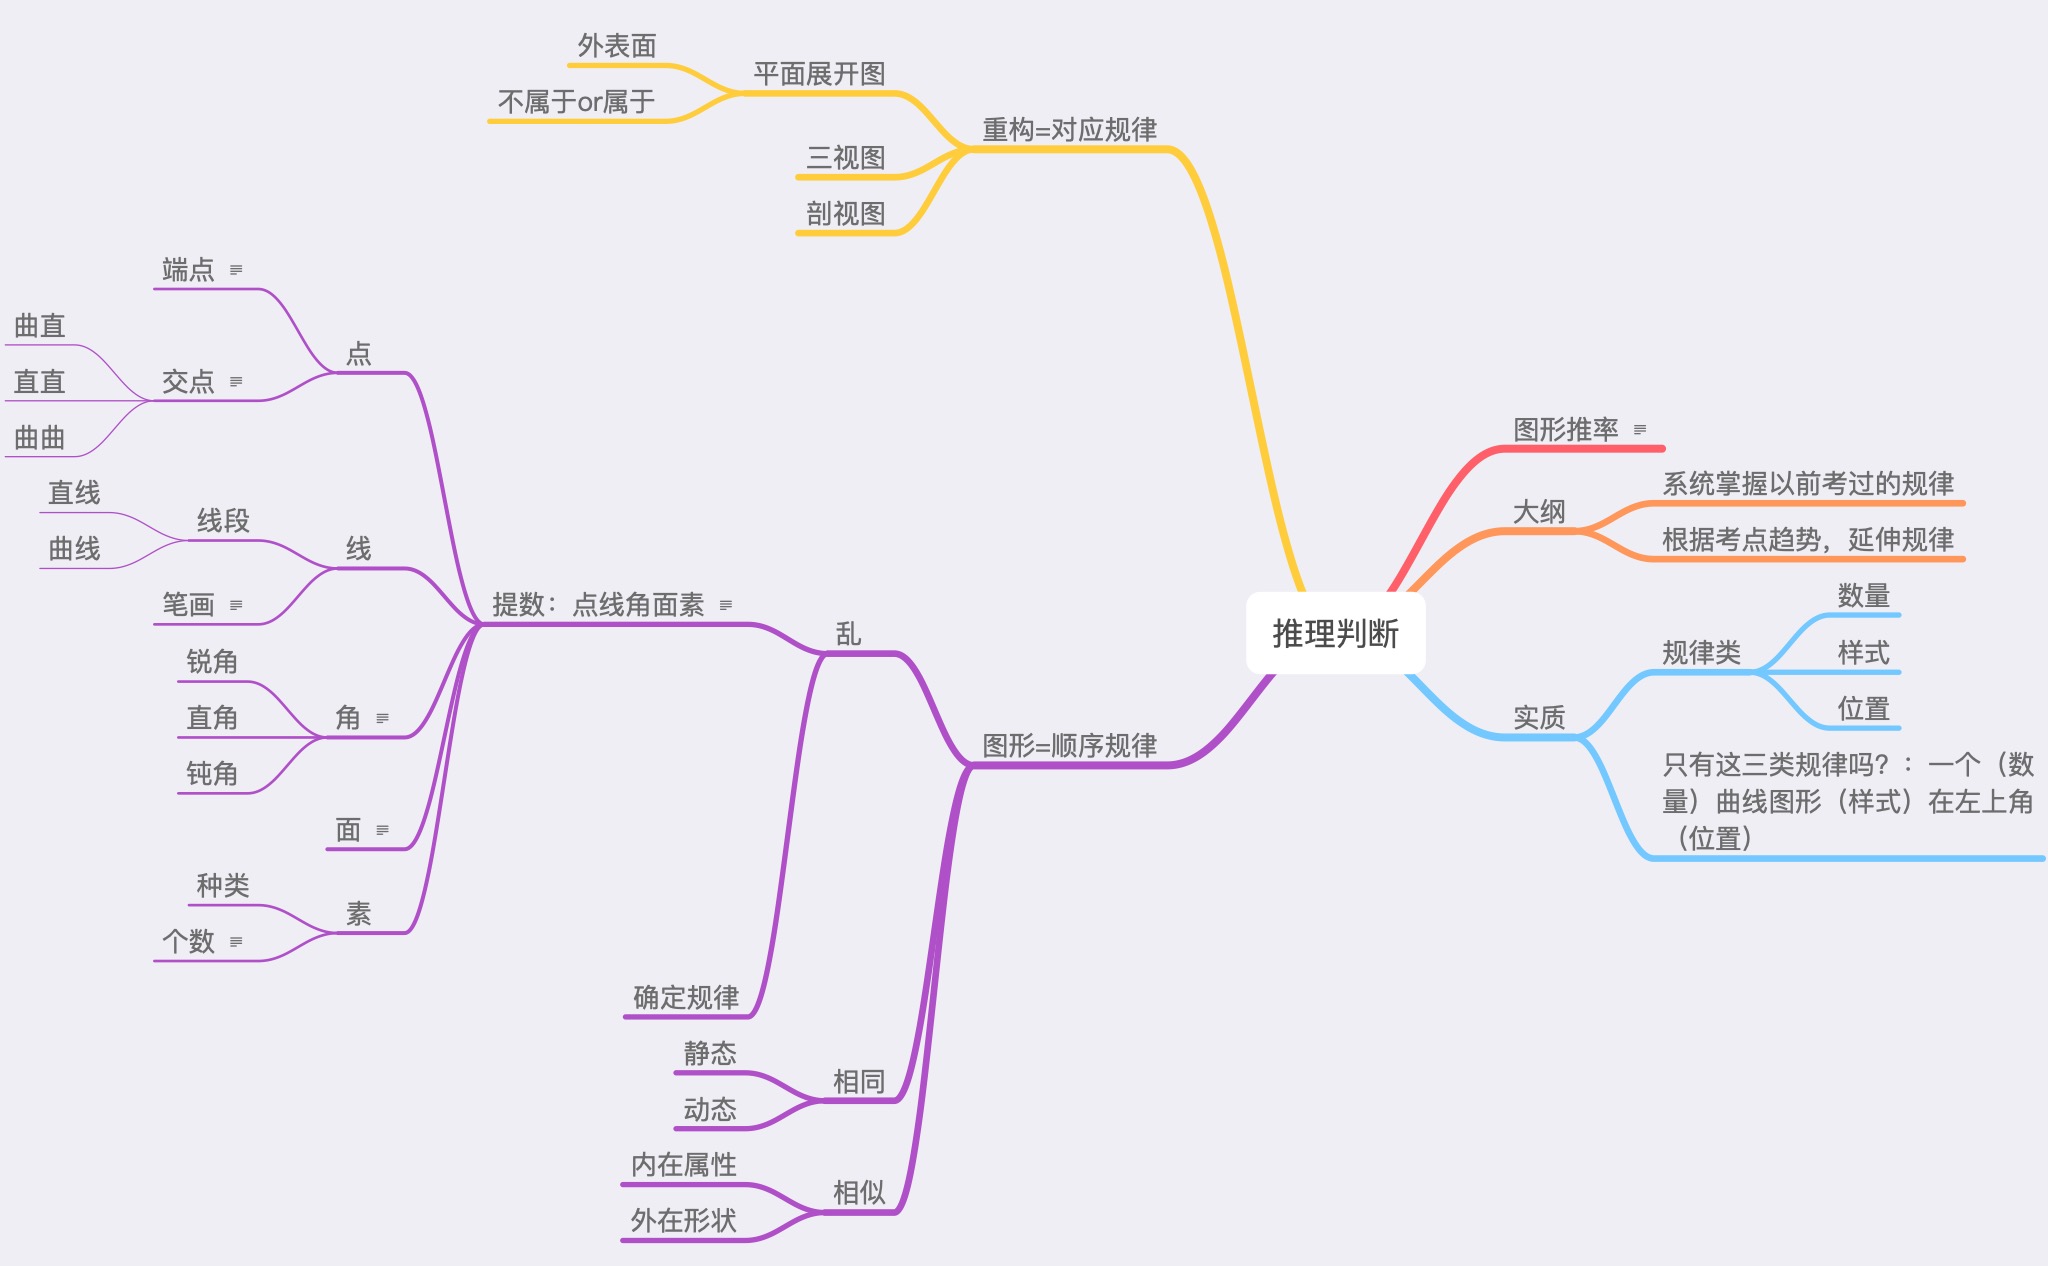 推理判断
图形推率
大纲
系统掌握以前考过的规律
根据考点趋势，延伸规律
实质
规律类
数量
样式
位置
只有这三类规律吗？：一个（数
量）曲线图形（样式）在左上角
（位置）
重构=对应规律
平面展开图
外表面
不属于or属于
三视图
剖视图
图形=顺序规律
乱
提数：点线角面素
点
端点
交点
曲直
直直
曲曲
线
线段
直线
曲线
笔画
角
锐角
直角
钝角
面
素
种类
个数
确定规律
相同
静态
动态
相似
内在属性
外在形状